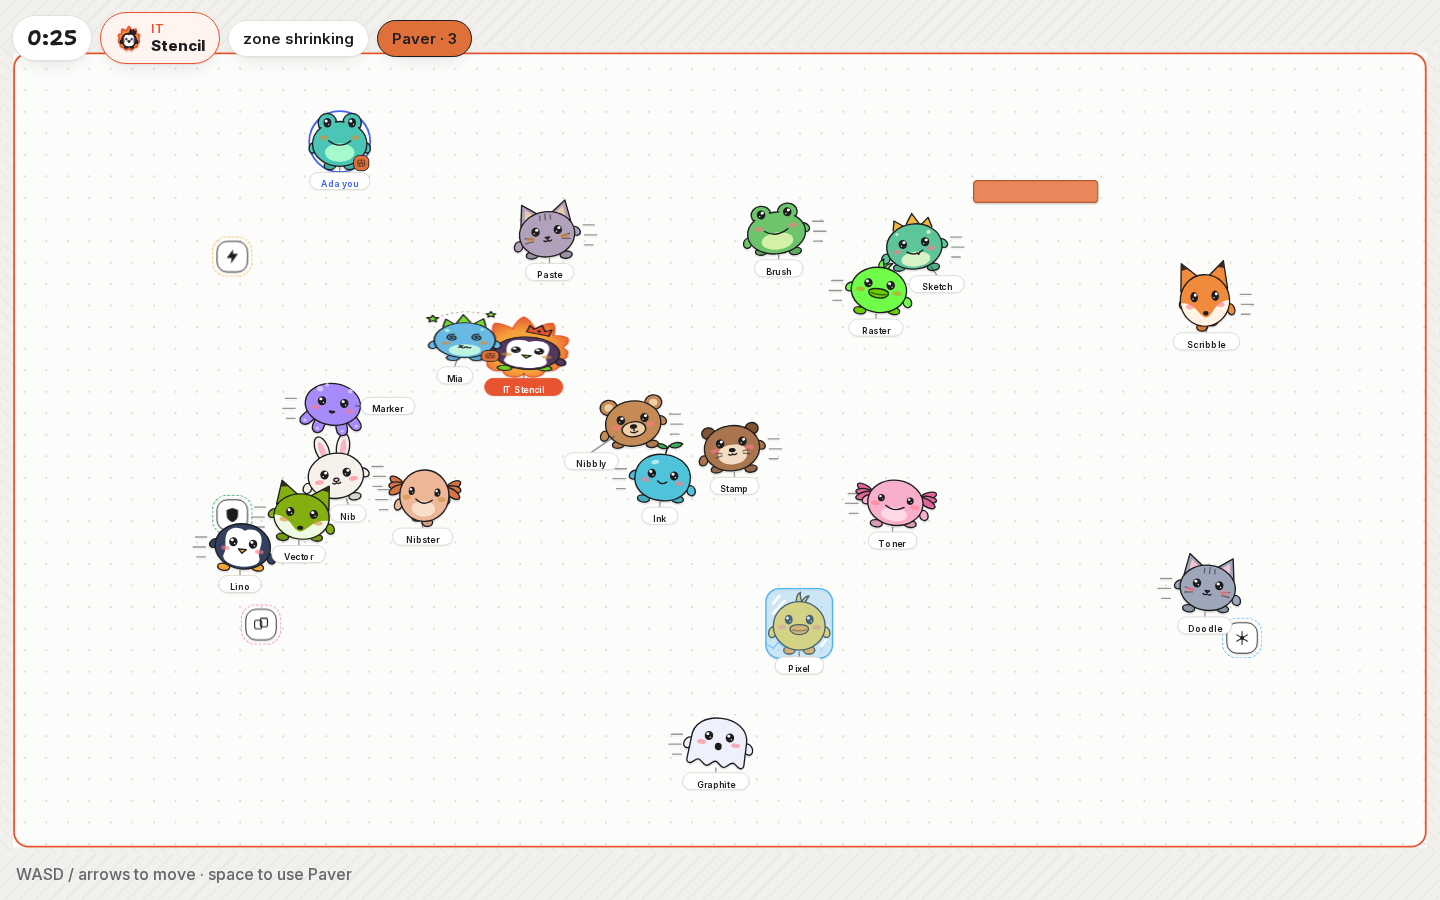 0:25
IT
Stencil
zone shrinking
Paver · 3
Ada you
Paste
Brush
Sketch
Raster
Scribble
Mia
IT Stencil
Marker
Nibbly
Stamp
Ink
Nib
Nibster
Vector
Toner
Lino
Doodle
Pixel
Graphite
WASD / arrows to move · space to use Paver